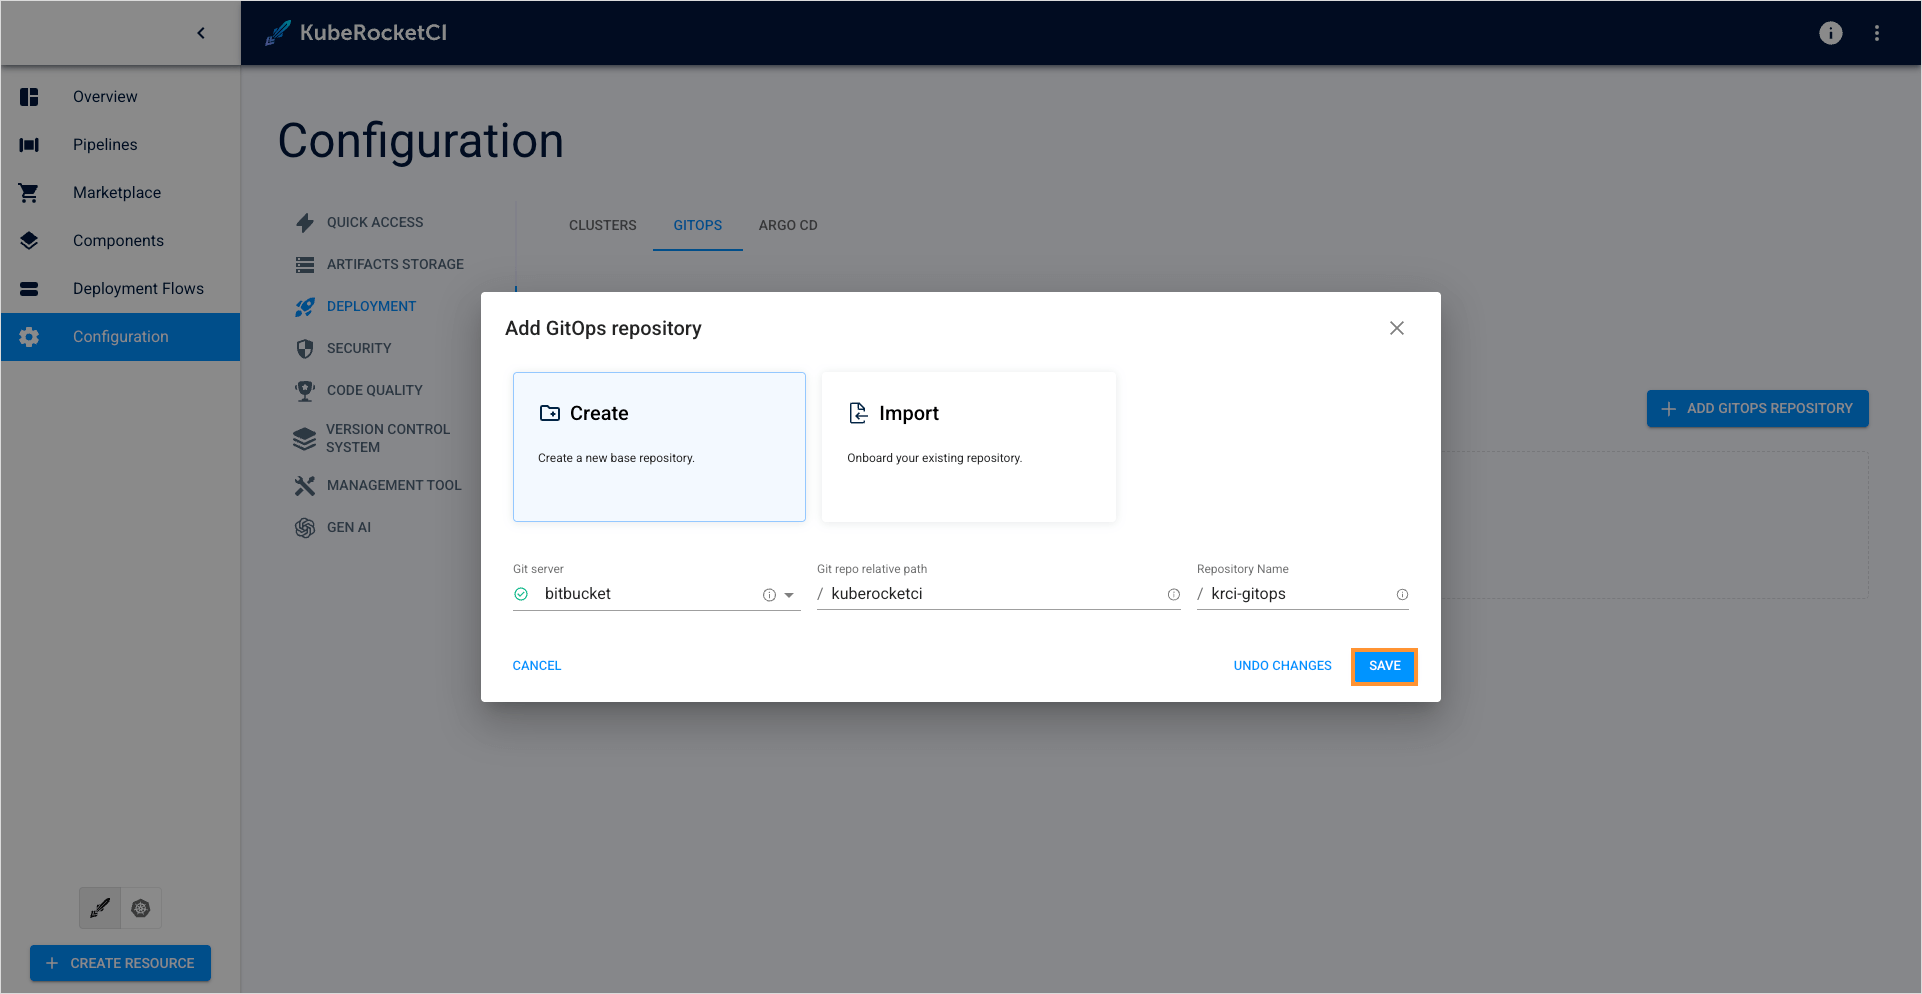 KubeRocketCI
Overview
Pipelines
Marketplace
Components
Deployment Flows
Configuration
CREATE RESOURCE
Configuration
QUICK ACCESS
ARTIFACTS STORAGE
DEPLOYMENT
SECURITY
CODE QUALITY
VERSION CONTROL
SYSTEM
MANAGEMENT TOOL
GEN AI
CLUSTERS
GITOPS
ARGO CD
ADD GITOPS REPOSITORY
Add GitOps repository
Create
Create a new base repository.
Import
Onboard your existing repository.
Git server
bitbucket
Git repo relative path
/ kuberocketci
Repository Name
/ krci-gitops
CANCEL
UNDO CHANGES
SAVE